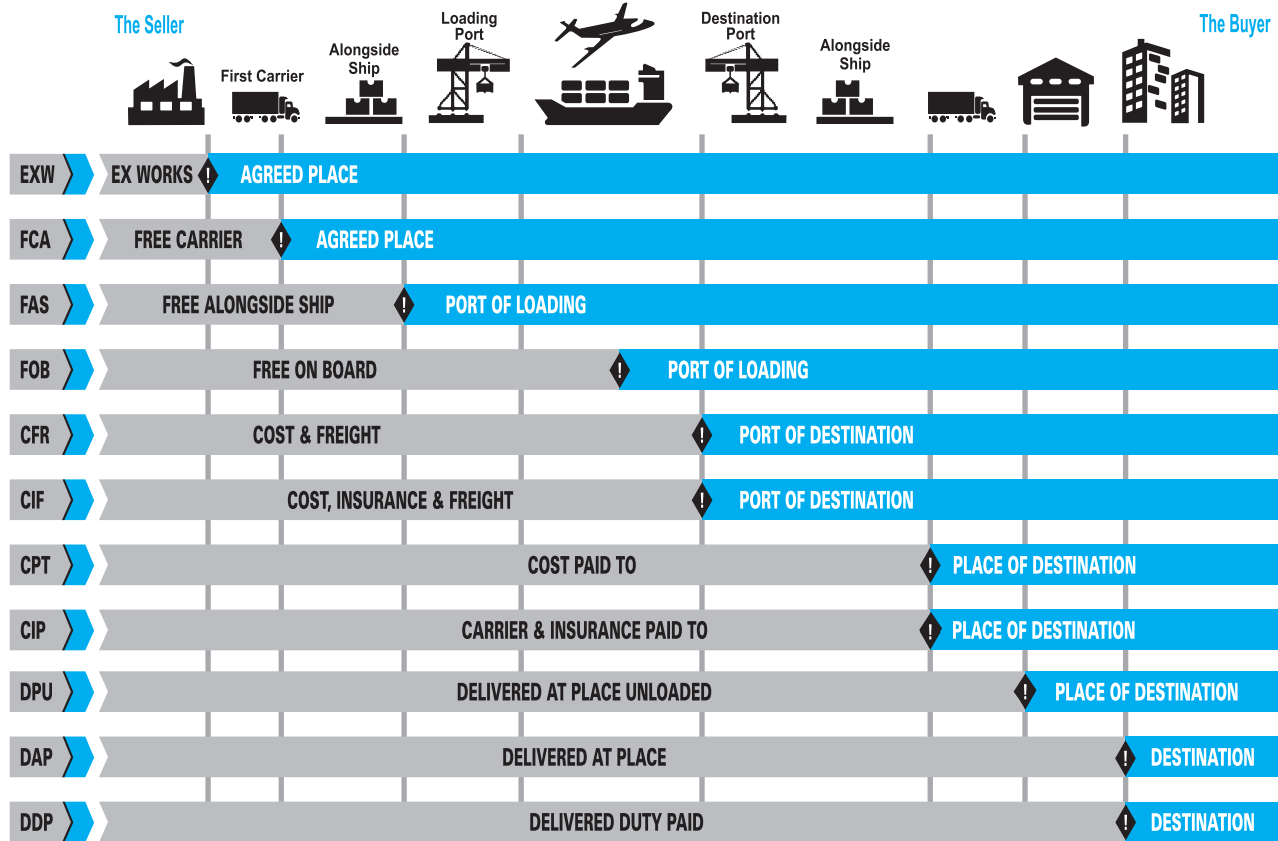 The Seller
The Buyer
First Carrier
Alongside
Ship
Loading
Port
Destination
Port
Alongside
Ship
EXW EX WORKS ! AGREED PLACE
FCA FREE CARRIER ! AGREED PLACE
FAS FREE ALONGSIDE SHIP ! PORT OF LOADING
FOB FREE ON BOARD ! PORT OF LOADING
CFR COST & FREIGHT ! PORT OF DESTINATION
CIF COST, INSURANCE & FREIGHT ! PORT OF DESTINATION
CPT COST PAID TO ! PLACE OF DESTINATION
CIP CARRIER & INSURANCE PAID TO ! PLACE OF DESTINATION
DPU DELIVERED AT PLACE UNLOADED ! PLACE OF DESTINATION
DAP DELIVERED AT PLACE ! DESTINATION
DDP DELIVERED DUTY PAID ! DESTINATION